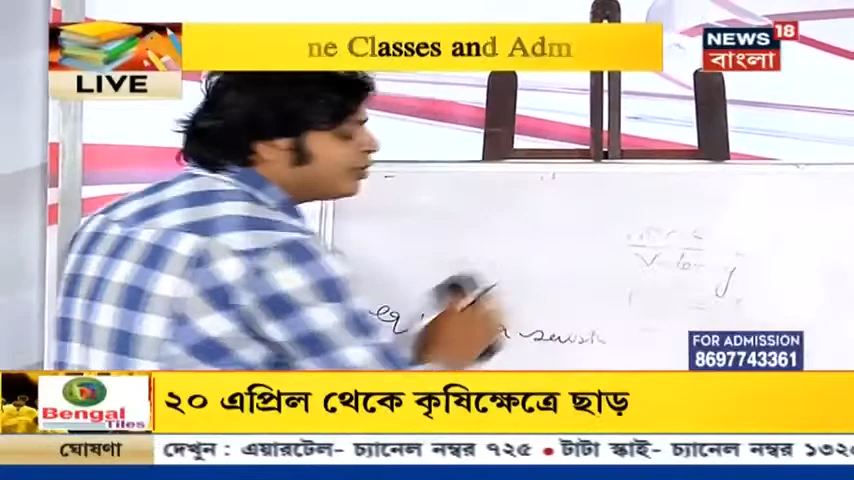 ne Classes and Adm
NEWS 18
বাংলা
LIVE
FOR ADMISSION
8697743361
Bengal
Tiles
২০ এপ্রিল থেকে কৃষিক্ষেত্রে ছাড়
ঘোষণা
দেখুন : এয়ারটেল- চ্যানেল নম্বর ৭২৫ • টাটা স্কাই- চ্যানেল নম্বর ১৩২৫